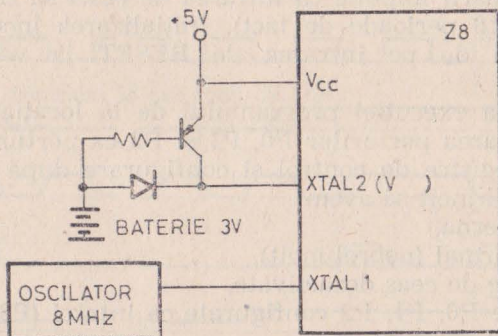 +5V
Z8
Vcc
XTAL2 (V )
BATERIE 3V
XTAL 1
OSCILATOR
8MHz